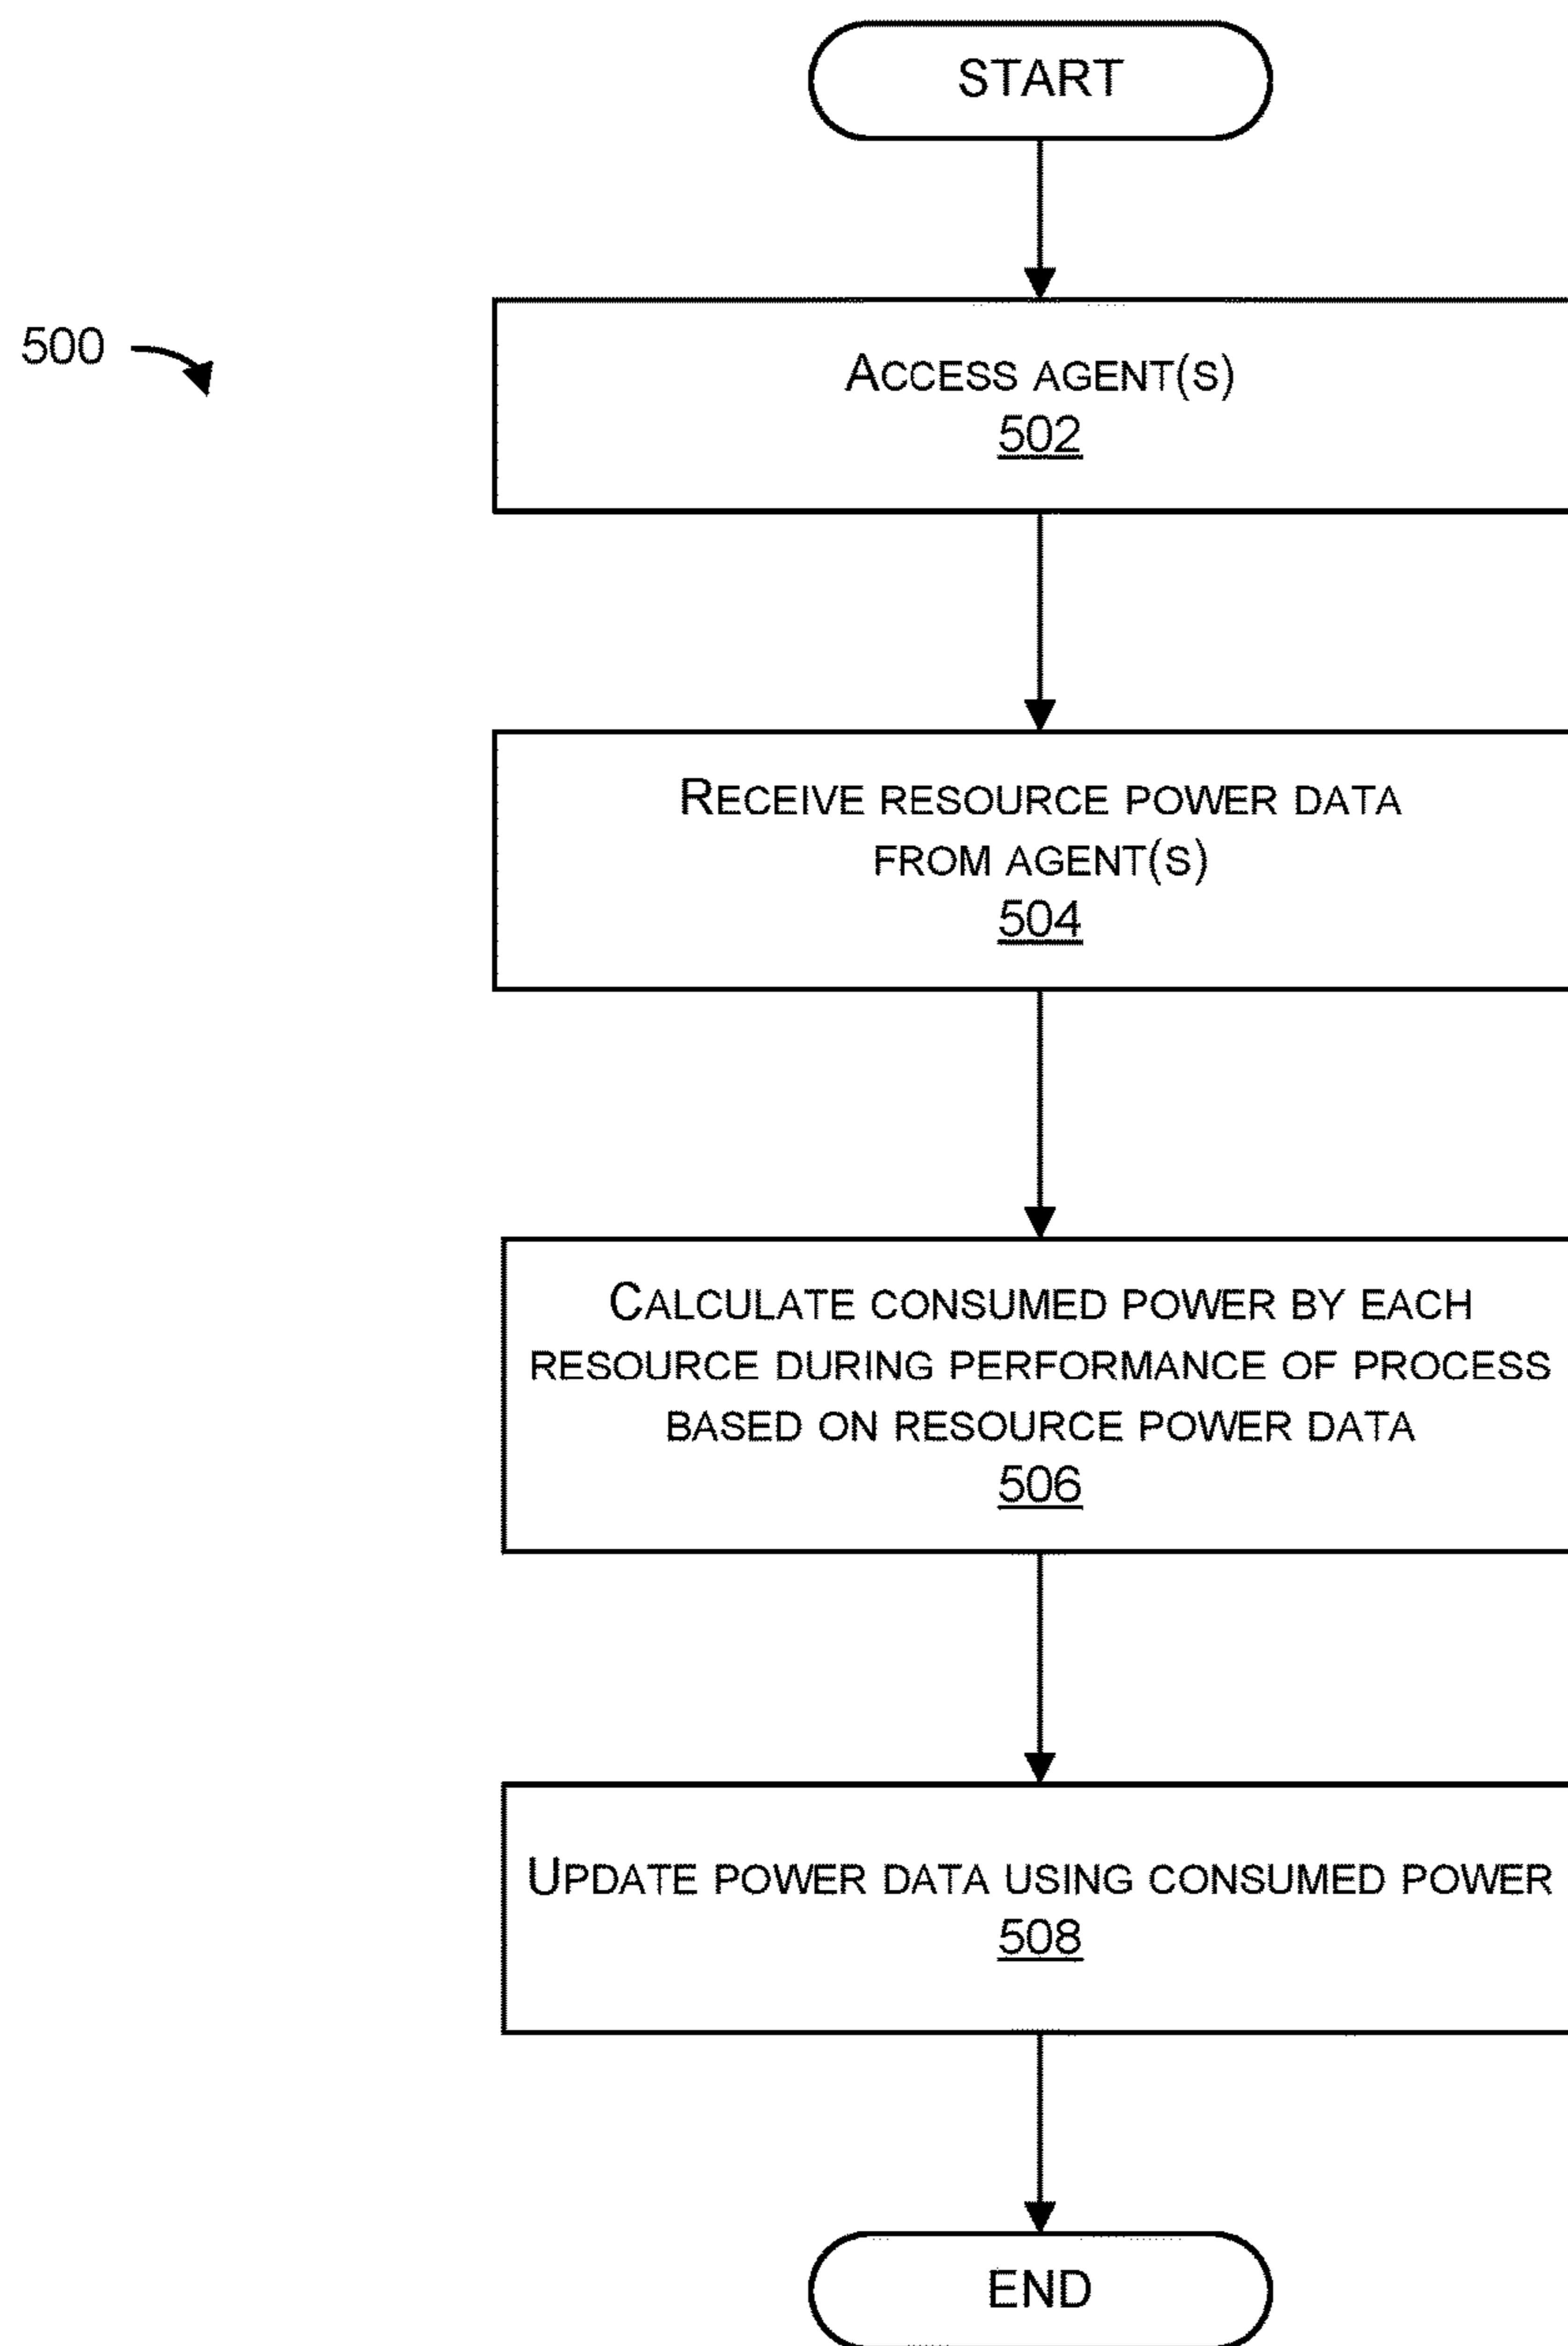 START
500
ACCESS AGENT(S)
502
RECEIVE RESOURCE POWER DATA
FROM AGENT(S)
504
CALCULATE CONSUMED POWER BY EACH
RESOURCE DURING PERFORMANCE OF PROCESS
BASED ON RESOURCE POWER DATA
506
UPDATE POWER DATA USING CONSUMED POWER
508
END